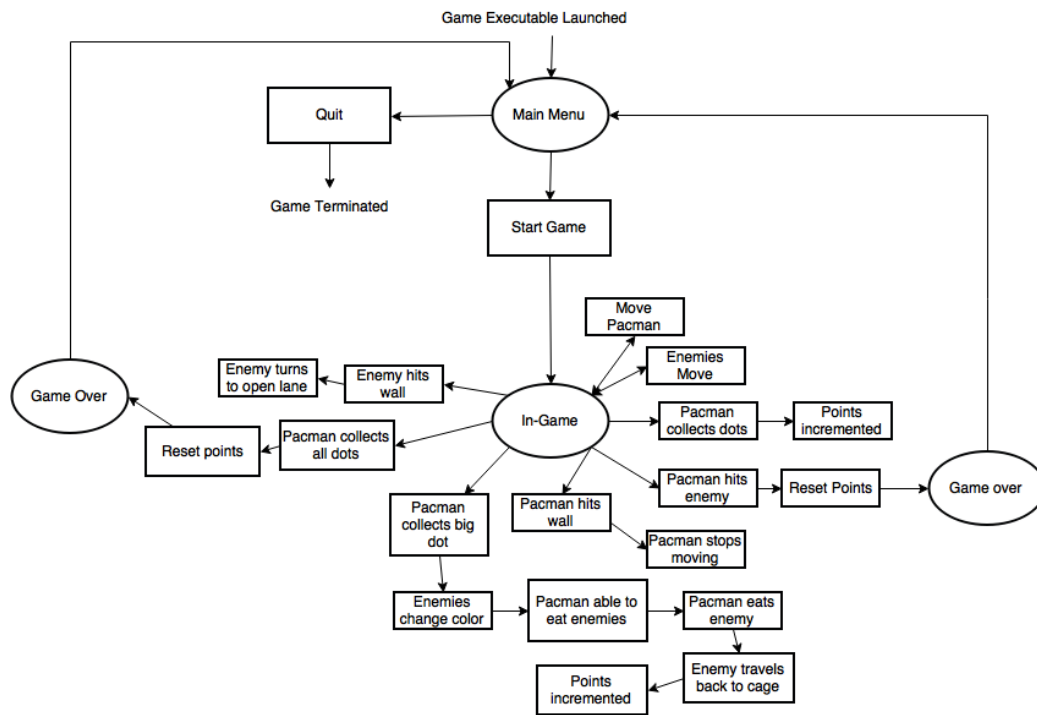 Game Executable Launched
Quit
Main Menu
Game Terminated
Start Game
Move
Pacman
Enemies
Move
Enemy turns
to open lane
Enemy hits
wall
Game Over
In-Game
Pacman
collects dots
Points
incremented
Reset points
Pacman collects
all dots
Pacman hits
enemy
Reset Points
Game over
Pacman
collects big
dot
Pacman hits
wall
Pacman stops
moving
Enemies
change color
Pacman able to
eat enemies
Pacman eats
enemy
Enemy travels
back to cage
Points
incremented